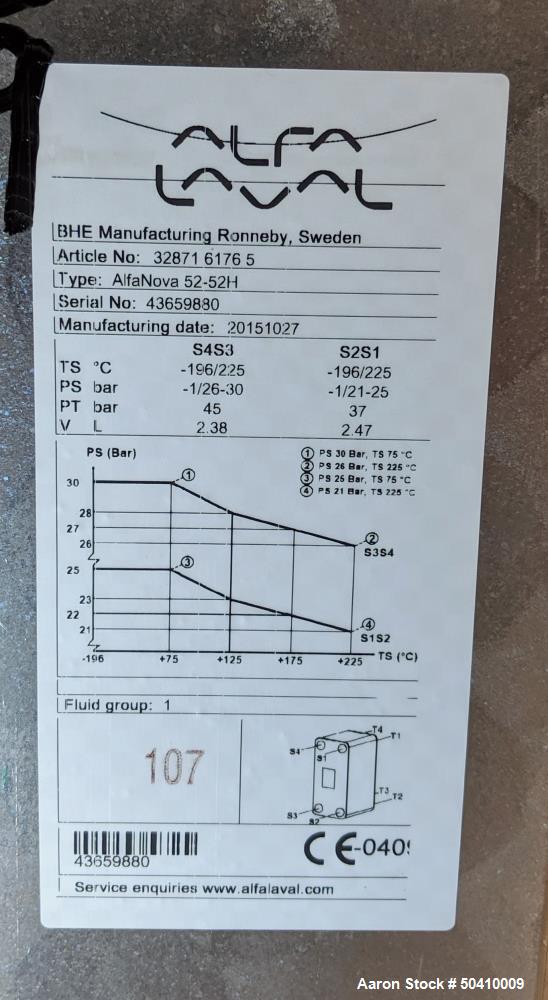 ALFA
LAVAL
BHE Manufacturing Ronneby, Sweden
Article No: 32871 6176 5
Type: AlfaNova 52-52H
Serial No: 43659880
Manufacturing date: 20151027
S4S3 S2S1
TS °C -196/225 -196/225
PS bar -1/26-30 -1/21-25
PT bar 45 37
V L 2.38 2.47
PS (Bar)
① PS 30 Bar, TS 75 °C
② PS 26 Bar, TS 225 °C
③ PS 25 Bar, TS 75 °C
④ PS 21 Bar, TS 225 °C
30 ①
28
27
26 ②
S3S4
25 ③
23
22
21 ④
S1S2
-196 +75 +125 +175 +225 TS (°C)
Fluid group: 1
107
T4
S4 S1 T1
T3
S3 T2
S2
43659880
CE-0409
Service enquiries www.alfalaval.com
Aaron Stock # 50410009